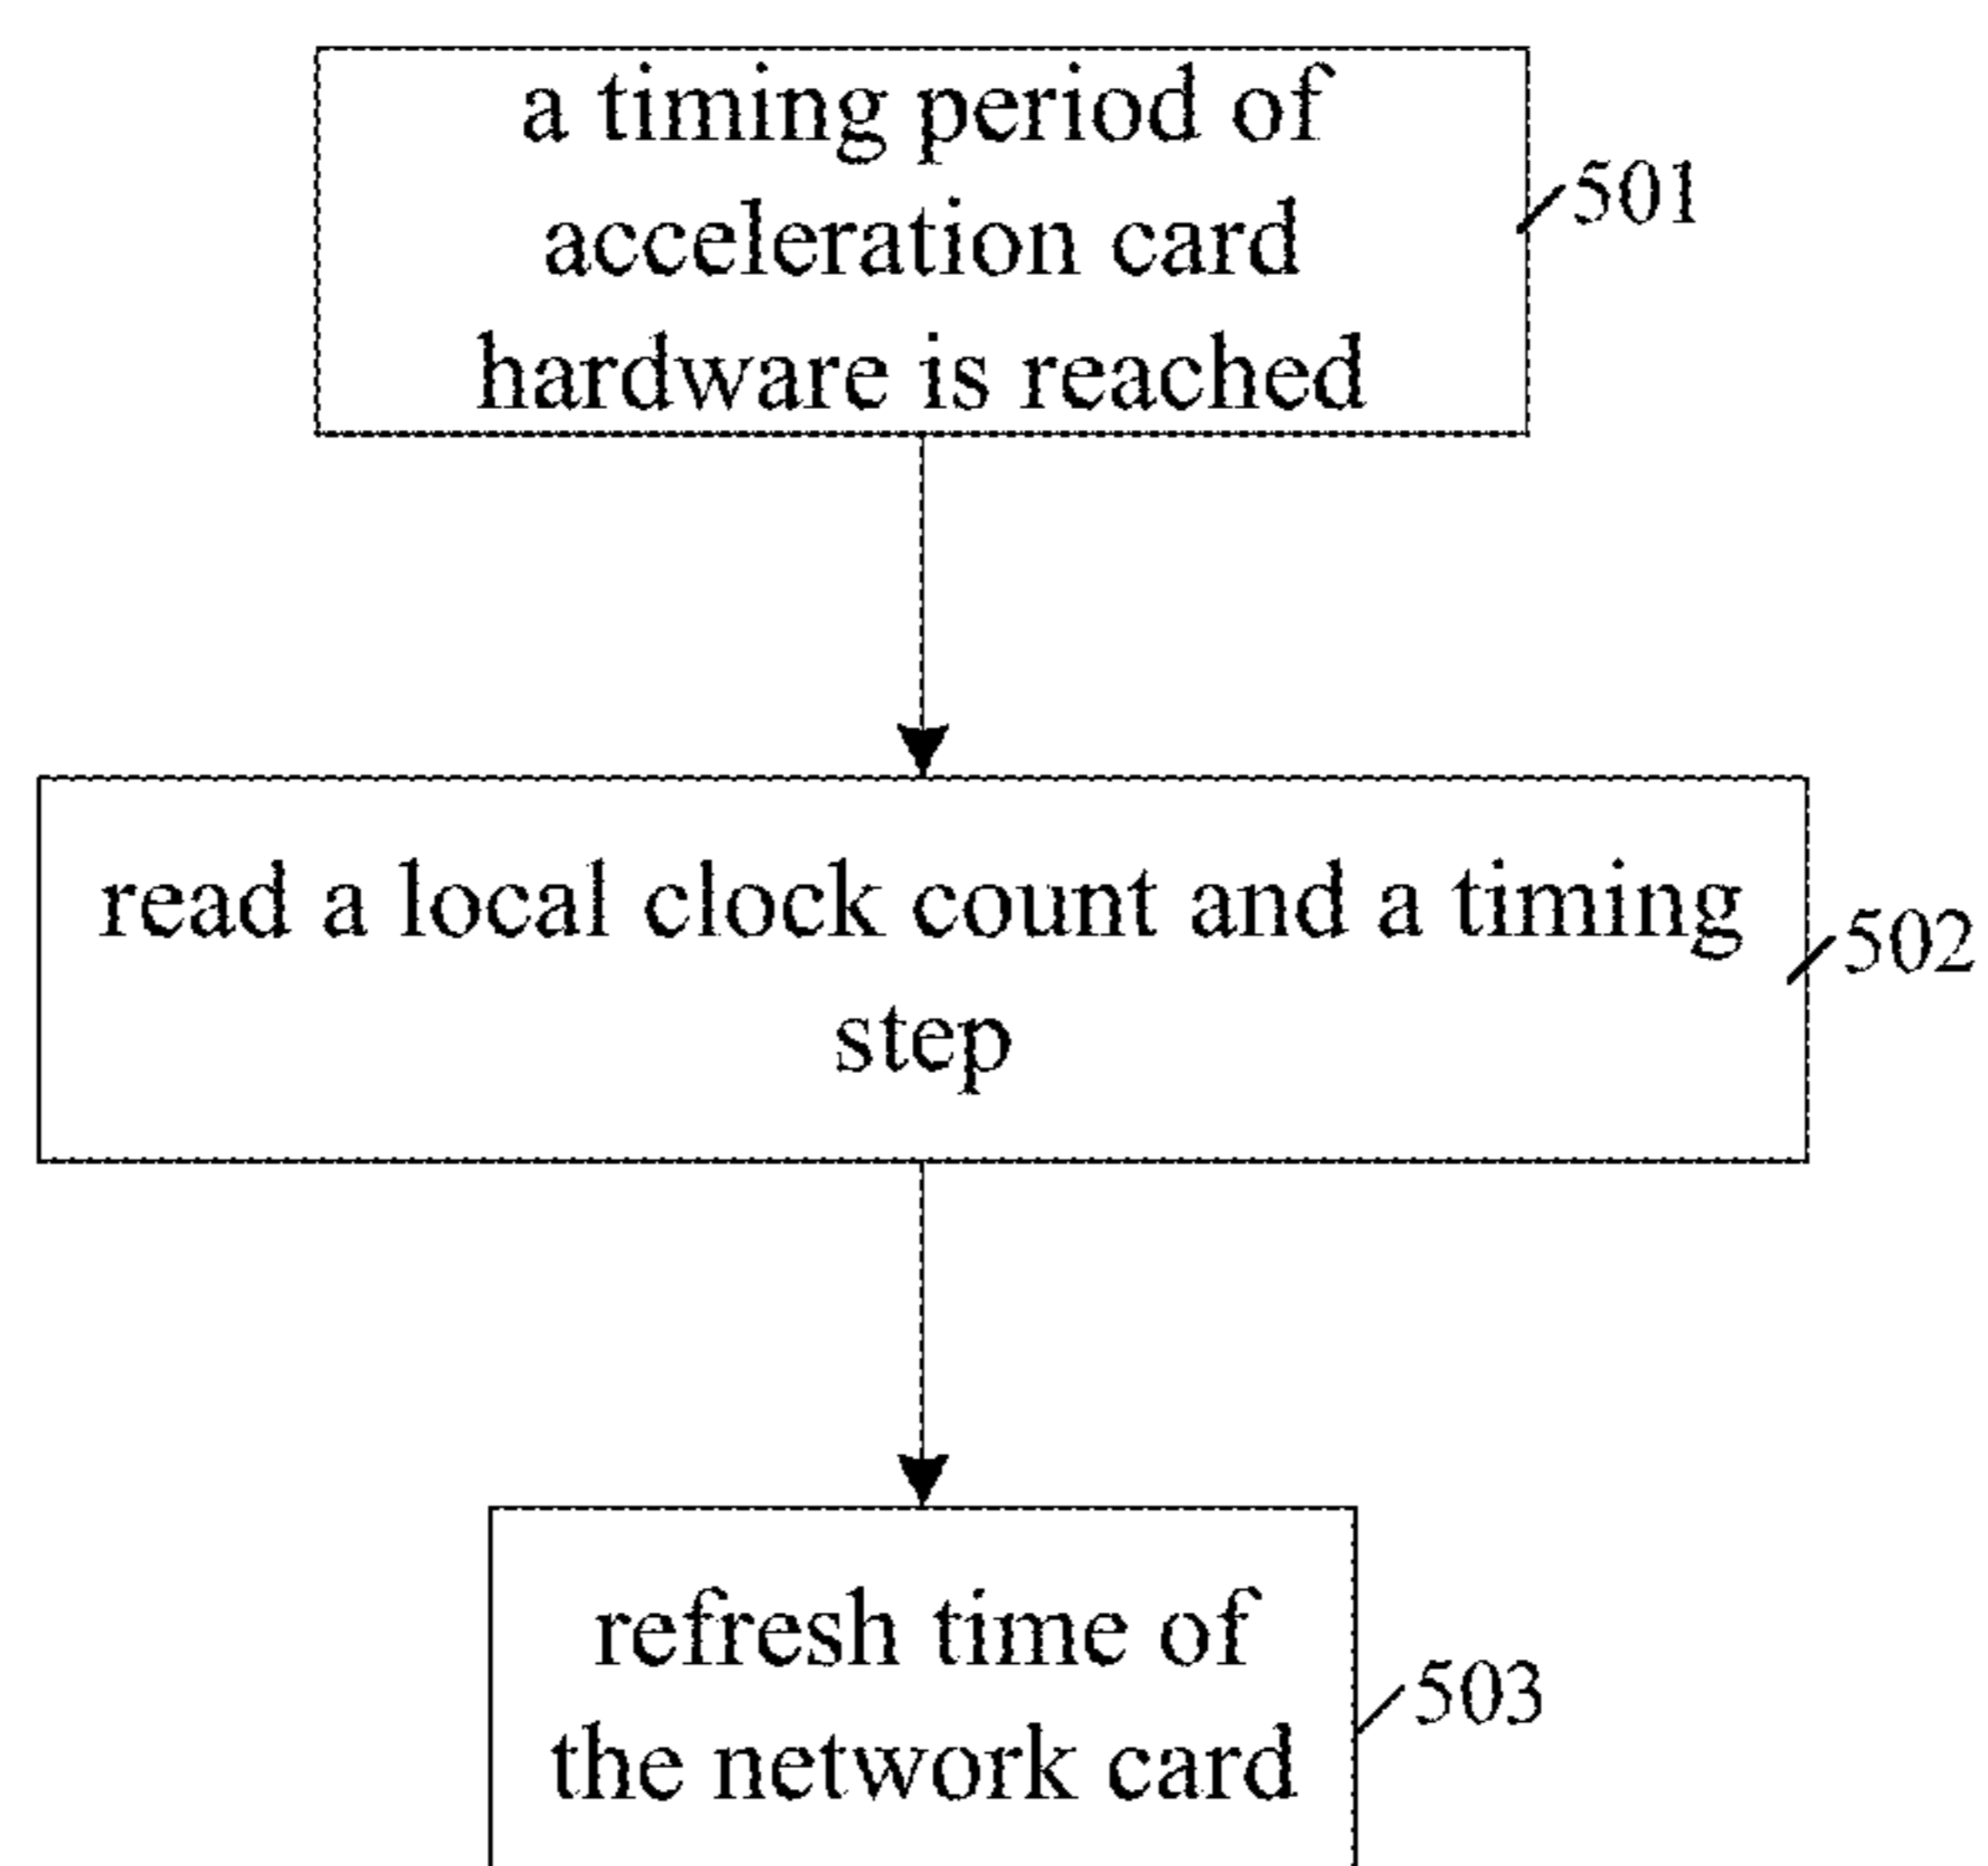 a timing period of
acceleration card
hardware is reached
501
read a local clock count and a timing
step
502
refresh time of
the network card
503